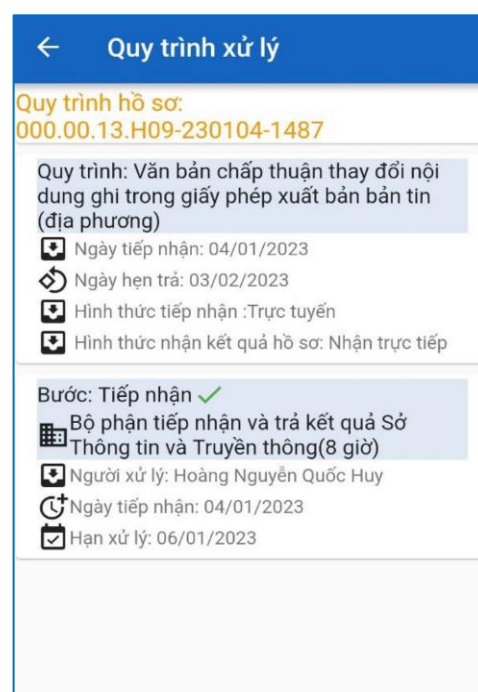 Quy trình xử lý
Quy trình hồ sơ:
000.00.13.H09-230104-1487
Quy trình: Văn bản chấp thuận thay đổi nội
dung ghi trong giấy phép xuất bản bản tin
(địa phương)
Ngày tiếp nhận: 04/01/2023
Ngày hẹn trả: 03/02/2023
Hình thức tiếp nhận :Trực tuyến
Hình thức nhận kết quả hồ sơ: Nhận trực tiếp
Bước: Tiếp nhận
Bộ phận tiếp nhận và trả kết quả Sở
Thông tin và Truyền thông(8 giờ)
Người xử lý: Hoàng Nguyễn Quốc Huy
Ngày tiếp nhận: 04/01/2023
Hạn xử lý: 06/01/2023